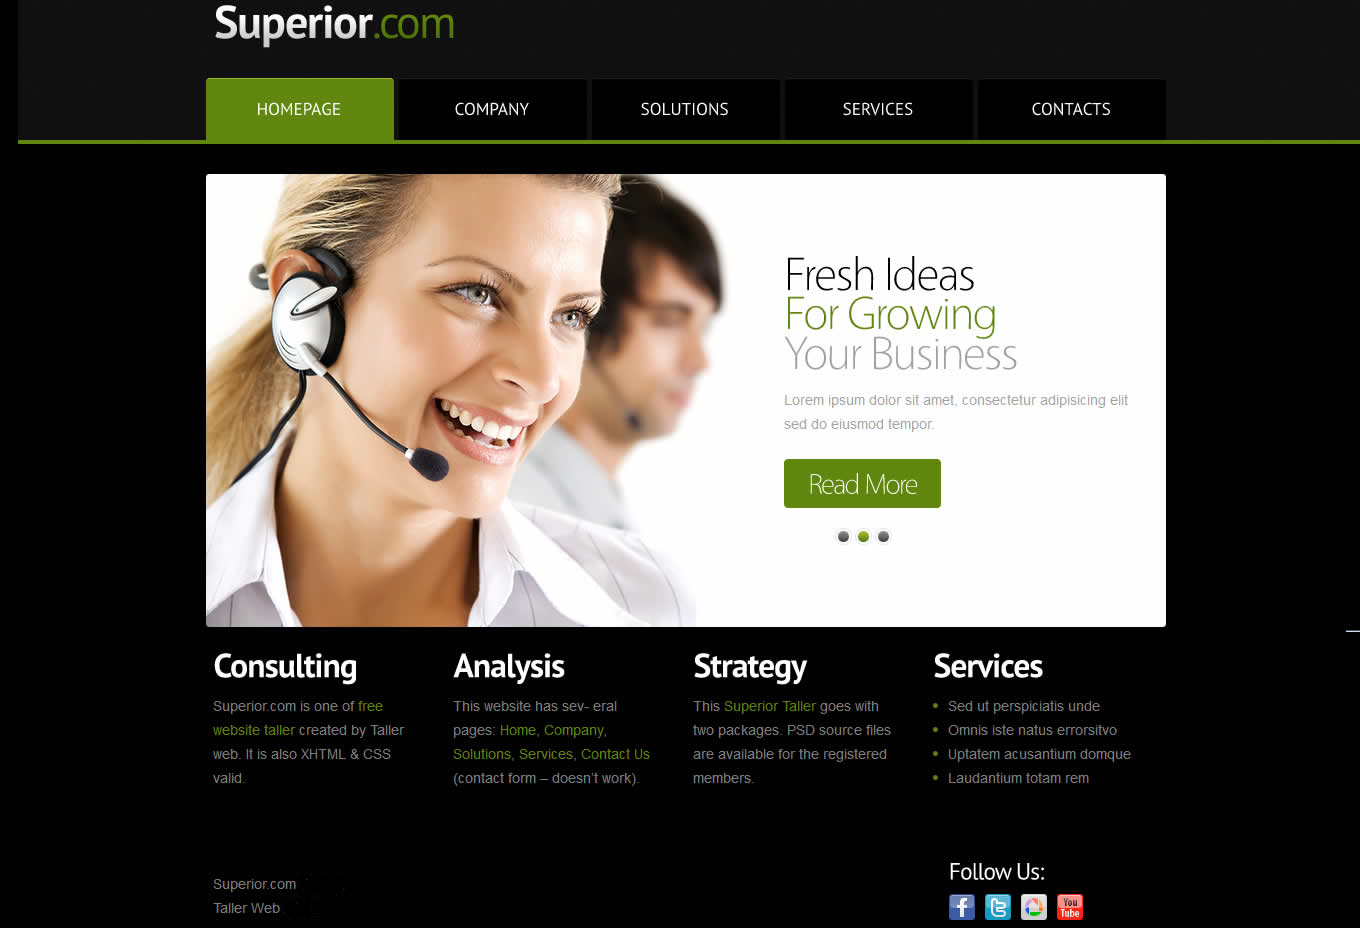 Superior.com
HOMEPAGE COMPANY SOLUTIONS SERVICES CONTACTS
Fresh Ideas
For Growing
Your Business
Lorem ipsum dolor sit amet, consectetur adipisicing elit
sed do eiusmod tempor.
Read More
Consulting
Superior.com is one of free
website taller created by Taller
web. It is also XHTML & CSS
valid.
Analysis
This website has sev- eral
pages: Home, Company,
Solutions, Services, Contact Us
(contact form – doesn't work).
Strategy
This Superior Taller goes with
two packages. PSD source files
are available for the registered
members.
Services
Sed ut perspiciatis unde
Omnis iste natus errorsitvo
Uptatem acusantium domque
Laudantium totam rem
Superior.com
Taller Web
Follow Us:
You
Tube